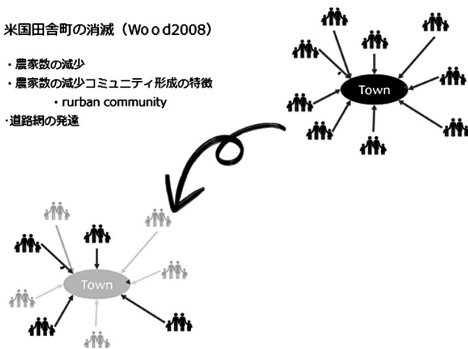 米国田舎町の消滅（Wood2008）
・農家数の減少
・農家数の減少コミュニティ形成の特徴
・rurban community
・道路網の発達
Town
Town